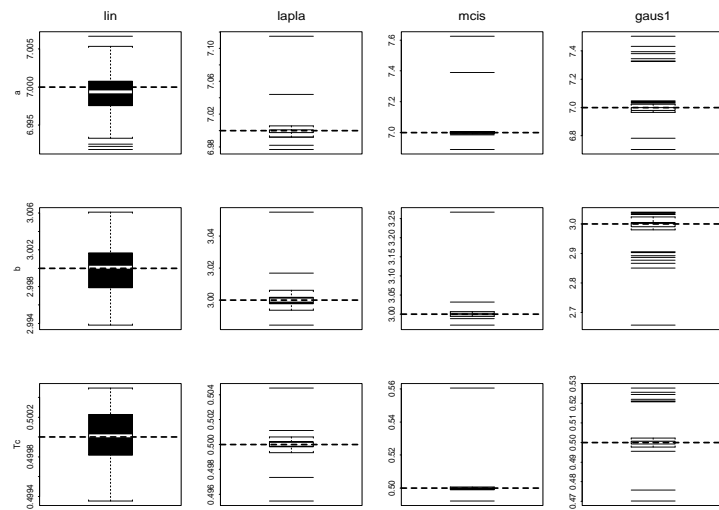 lin
lapla
mcis
gaus1
a
6.995 7.000 7.005
6.98 7.02 7.06 7.10
7.0 7.2 7.4 7.6
6.8 7.0 7.2 7.4
b
2.994 2.998 3.002 3.006
3.00 3.02 3.04
3.00 3.05 3.10 3.15 3.20 3.25
2.7 2.8 2.9 3.0
Tc
0.4994 0.4998 0.5002
0.496 0.498 0.500 0.502 0.504
0.50 0.52 0.54 0.56
0.47 0.48 0.49 0.50 0.51 0.52 0.53